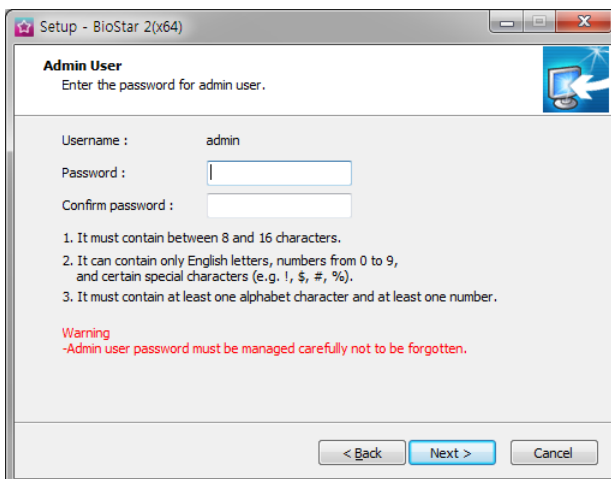 Setup - BioStar 2(x64)
Admin User
Enter the password for admin user.
Username : admin
Password :
Confirm password :
1. It must contain between 8 and 16 characters.
2. It can contain only English letters, numbers from 0 to 9,
and certain special characters (e.g. !, $, #, %).
3. It must contain at least one alphabet character and at least one number.
Warning
-Admin user password must be managed carefully not to be forgotten.
< Back Next > Cancel